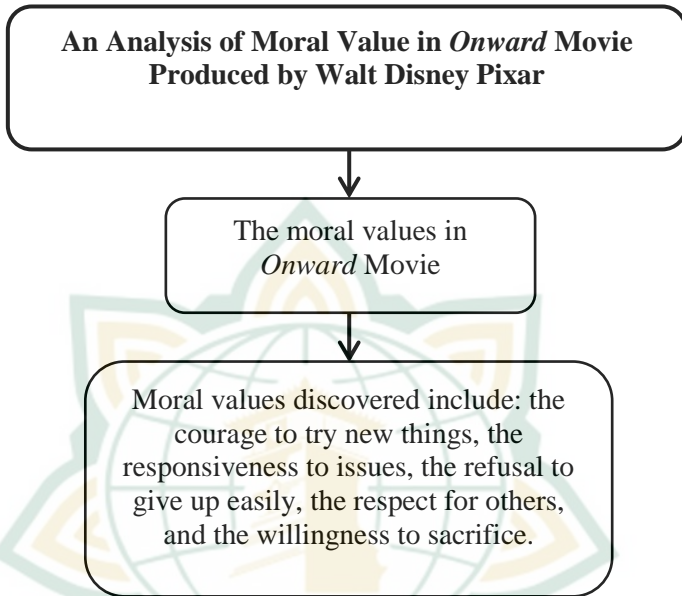 An Analysis of Moral Value in Onward Movie
Produced by Walt Disney Pixar
The moral values in
Onward Movie
Moral values discovered include: the
courage to try new things, the
responsiveness to issues, the refusal to
give up easily, the respect for others,
and the willingness to sacrifice.